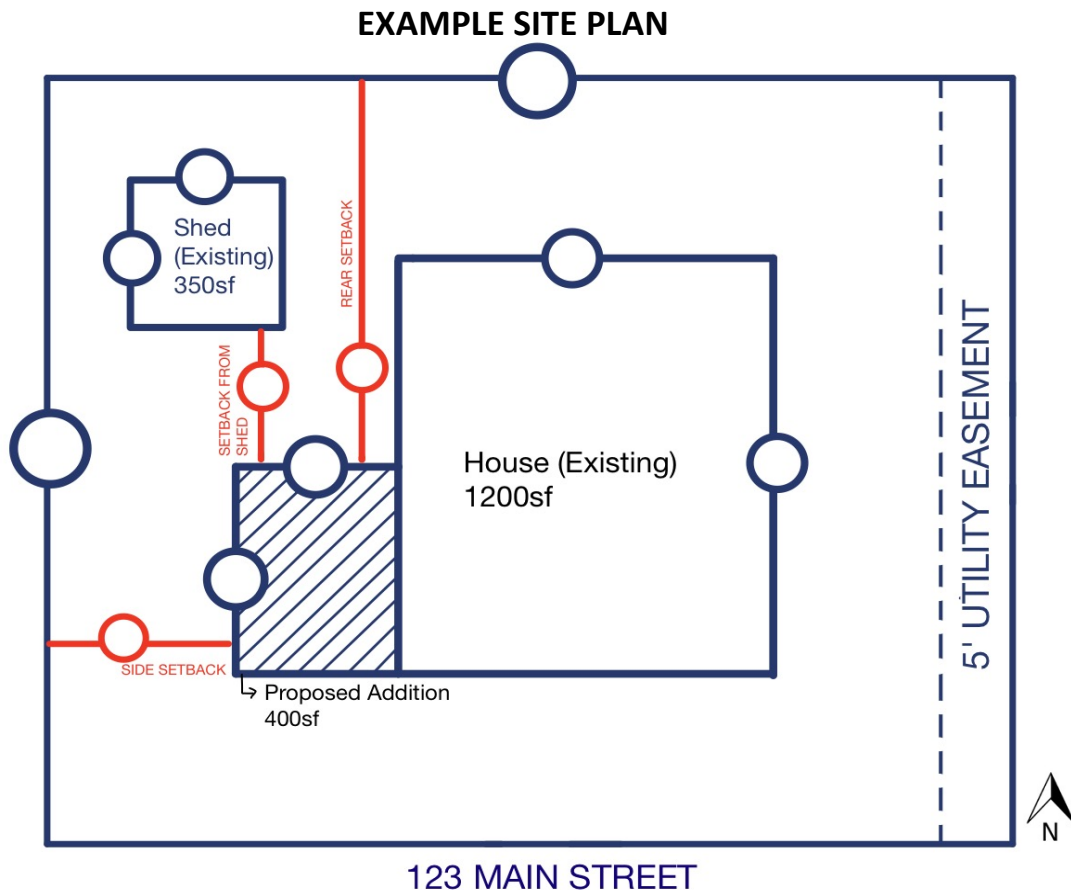 EXAMPLE SITE PLAN
Shed
(Existing)
350sf
REAR SETBACK
SETBACK FROM
SHED
House (Existing)
1200sf
5' UTILITY EASEMENT
SIDE SETBACK
Proposed Addition
400sf
N
123 MAIN STREET